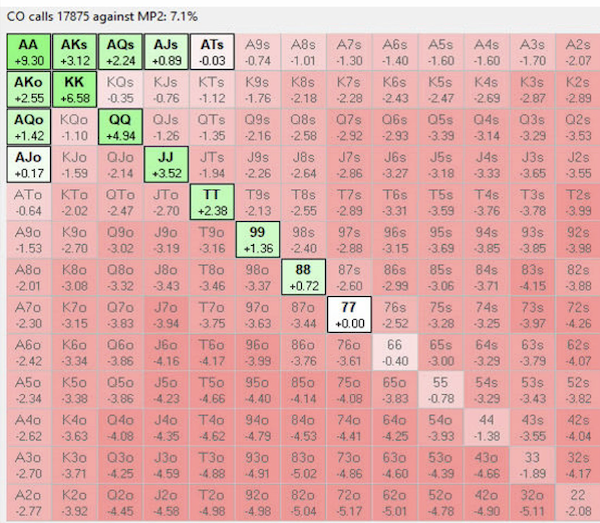 CO calls 17875 against MP2: 7.1%
AA AKs AQs AJs ATs A9s A8s A7s A6s A5s A4s A3s A2s
+9.30 +3.12 +2.24 +0.89 -0.03 -0.74 -1.01 -1.30 -1.40 -1.60 -1.60 -1.70 -2.07
AKo KK KQs KJs KTs K9s K8s K7s K6s K5s K4s K3s K2s
+2.55 +6.58 -0.35 -0.76 -1.12 -1.76 -2.18 -2.28 -2.43 -2.47 -2.69 -2.87 -2.89
AQo KQo QQ QJs QTs Q9s Q8s Q7s Q6s Q5s Q4s Q3s Q2s
+1.42 -1.10 +4.94 -1.26 -1.35 -2.16 -2.58 -2.92 -2.93 -3.39 -3.14 -3.29 -3.53
AJo KJo QJo JJ JTs J9s J8s J7s J6s J5s J4s J3s J2s
+0.17 -1.59 -2.14 +3.52 -1.94 -2.26 -2.64 -2.86 -3.27 -3.18 -3.33 -3.65 -3.55
ATo KTo QTo JTo TT T9s T8s T7s T6s T5s T4s T3s T2s
-0.64 -2.02 -2.47 -2.70 +2.38 -2.13 -2.55 -2.89 -3.31 -3.59 -3.76 -3.78 -3.99
A9o K9o Q9o J9o T9o 99 98s 97s 96s 95s 94s 93s 92s
-1.53 -2.70 -3.02 -3.19 -3.16 +1.36 -2.40 -2.88 -3.15 -3.69 -3.85 -3.85 -3.98
A8o K8o Q8o J8o T8o 98o 88 87s 86s 85s 84s 83s 82s
-2.01 -3.08 -3.32 -3.43 -3.46 -3.37 +0.72 -2.60 -2.99 -3.06 -3.71 -4.15 -3.88
A7o K7o Q7o J7o T7o 97o 87o 77 76s 75s 74s 73s 72s
-2.30 -3.15 -3.83 -3.94 -3.75 -3.63 -3.44 +0.00 -2.52 -3.28 -3.25 -3.97 -4.26
A6o K6o Q6o J6o T6o 96o 86o 76o 66 65s 64s 63s 62s
-2.42 -3.34 -3.86 -4.16 -4.17 -3.99 -3.76 -3.61 -0.40 -3.00 -3.29 -3.79 -4.07
A5o K5o Q5o J5o T5o 95o 85o 75o 65o 55 54s 53s 52s
-2.34 -3.38 -3.86 -4.23 -4.66 -4.40 -4.14 -4.08 -3.83 -0.78 -3.29 -3.43 -3.82
A4o K4o Q4o J4o T4o 94o 84o 74o 64o 54o 44 43s 42s
-2.62 -3.63 -4.08 -4.35 -4.62 -4.79 -4.53 -4.41 -4.25 -3.93 -1.38 -3.55 -4.04
A3o K3o Q3o J3o T3o 93o 83o 73o 63o 53o 43o 33 32s
-2.70 -3.71 -4.25 -4.59 -4.88 -4.91 -5.02 -4.86 -4.60 -4.39 -4.66 -1.89 -4.17
A2o K2o Q2o J2o T2o 92o 82o 72o 62o 52o 42o 32o 22
-2.77 -3.92 -4.45 -4.58 -4.98 -4.98 -5.04 -5.17 -5.01 -4.78 -4.90 -5.11 -2.08